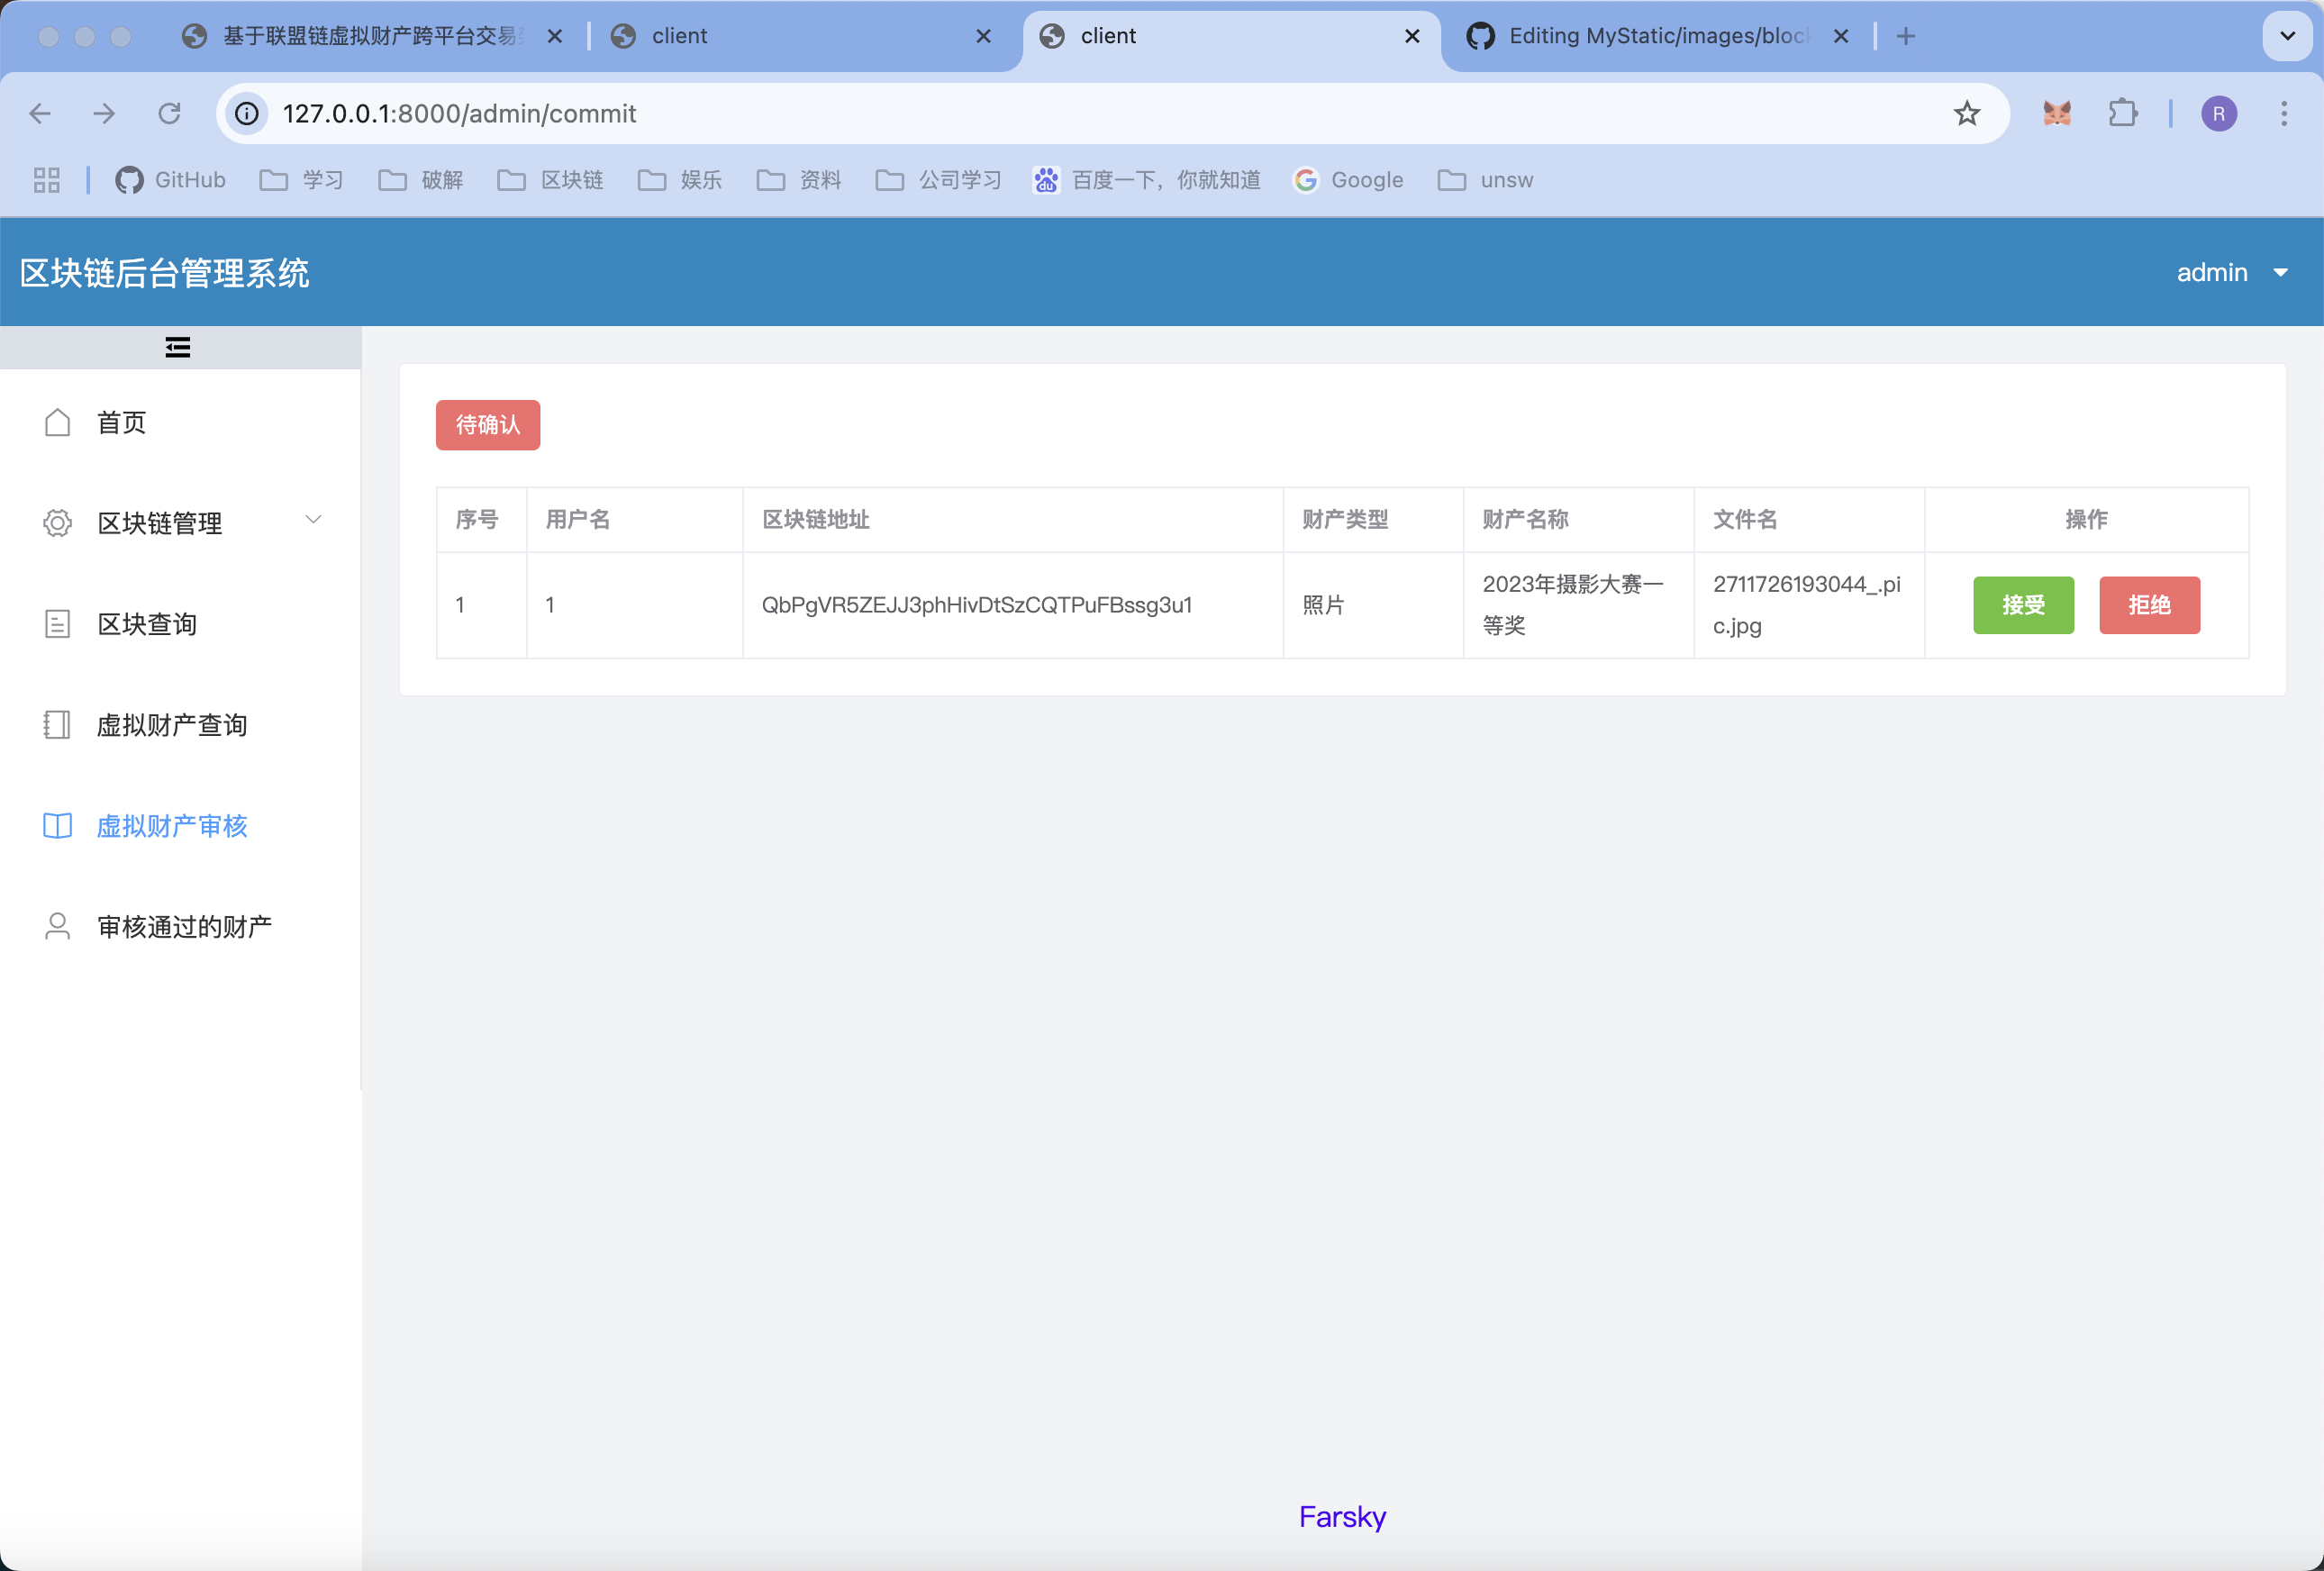 基于联盟链虚拟财产跨平台交易
client
client
Editing MyStatic/images/bloc
127.0.0.1:8000/admin/commit
R
GitHub 学习 破解 区块链 娱乐 资料 公司学习 百度一下，你就知道 Google unsw
区块链后台管理系统
admin
首页
区块链管理
区块查询
虚拟财产查询
虚拟财产审核
审核通过的财产
待确认
序号 用户名 区块链地址 财产类型 财产名称 文件名 操作
1 1 QbPgVR5ZEJJ3phHivDtSzCQTPuFBssg3u1 照片 2023年摄影大赛一 2711726193044_.pi 接受 拒绝
等奖 c.jpg
Farsky